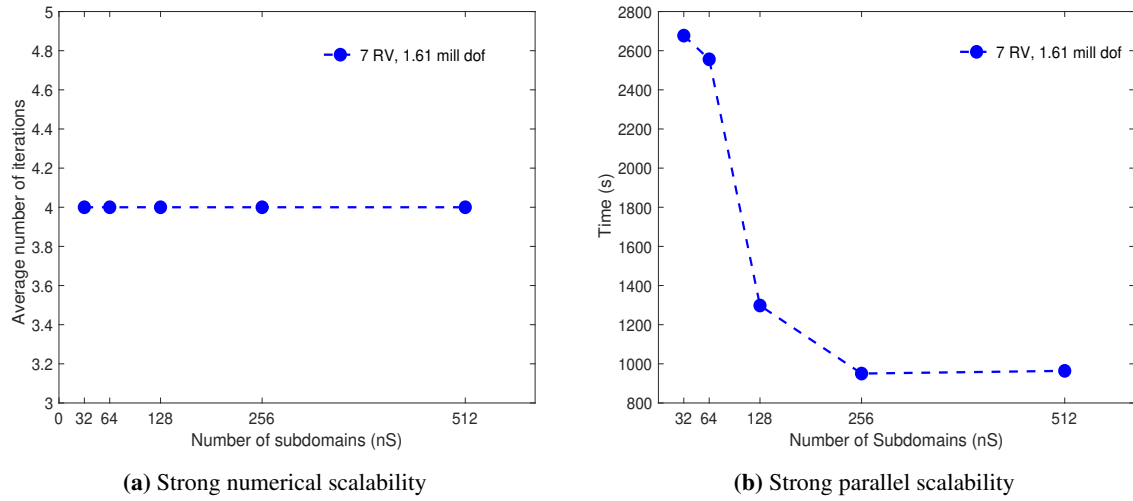 5
4.8
4.6
4.4
4.2
4
3.8
3.6
3.4
3.2
3
Average number of iterations
7 RV, 1.61 mill dof
0 32 64 128 256 512
Number of subdomains (nS)
(a) Strong numerical scalability
2800
2600
2400
2200
2000
1800
1600
1400
1200
1000
800
Time (s)
7 RV, 1.61 mill dof
32 64 128 256 512
Number of Subdomains (nS)
(b) Strong parallel scalability